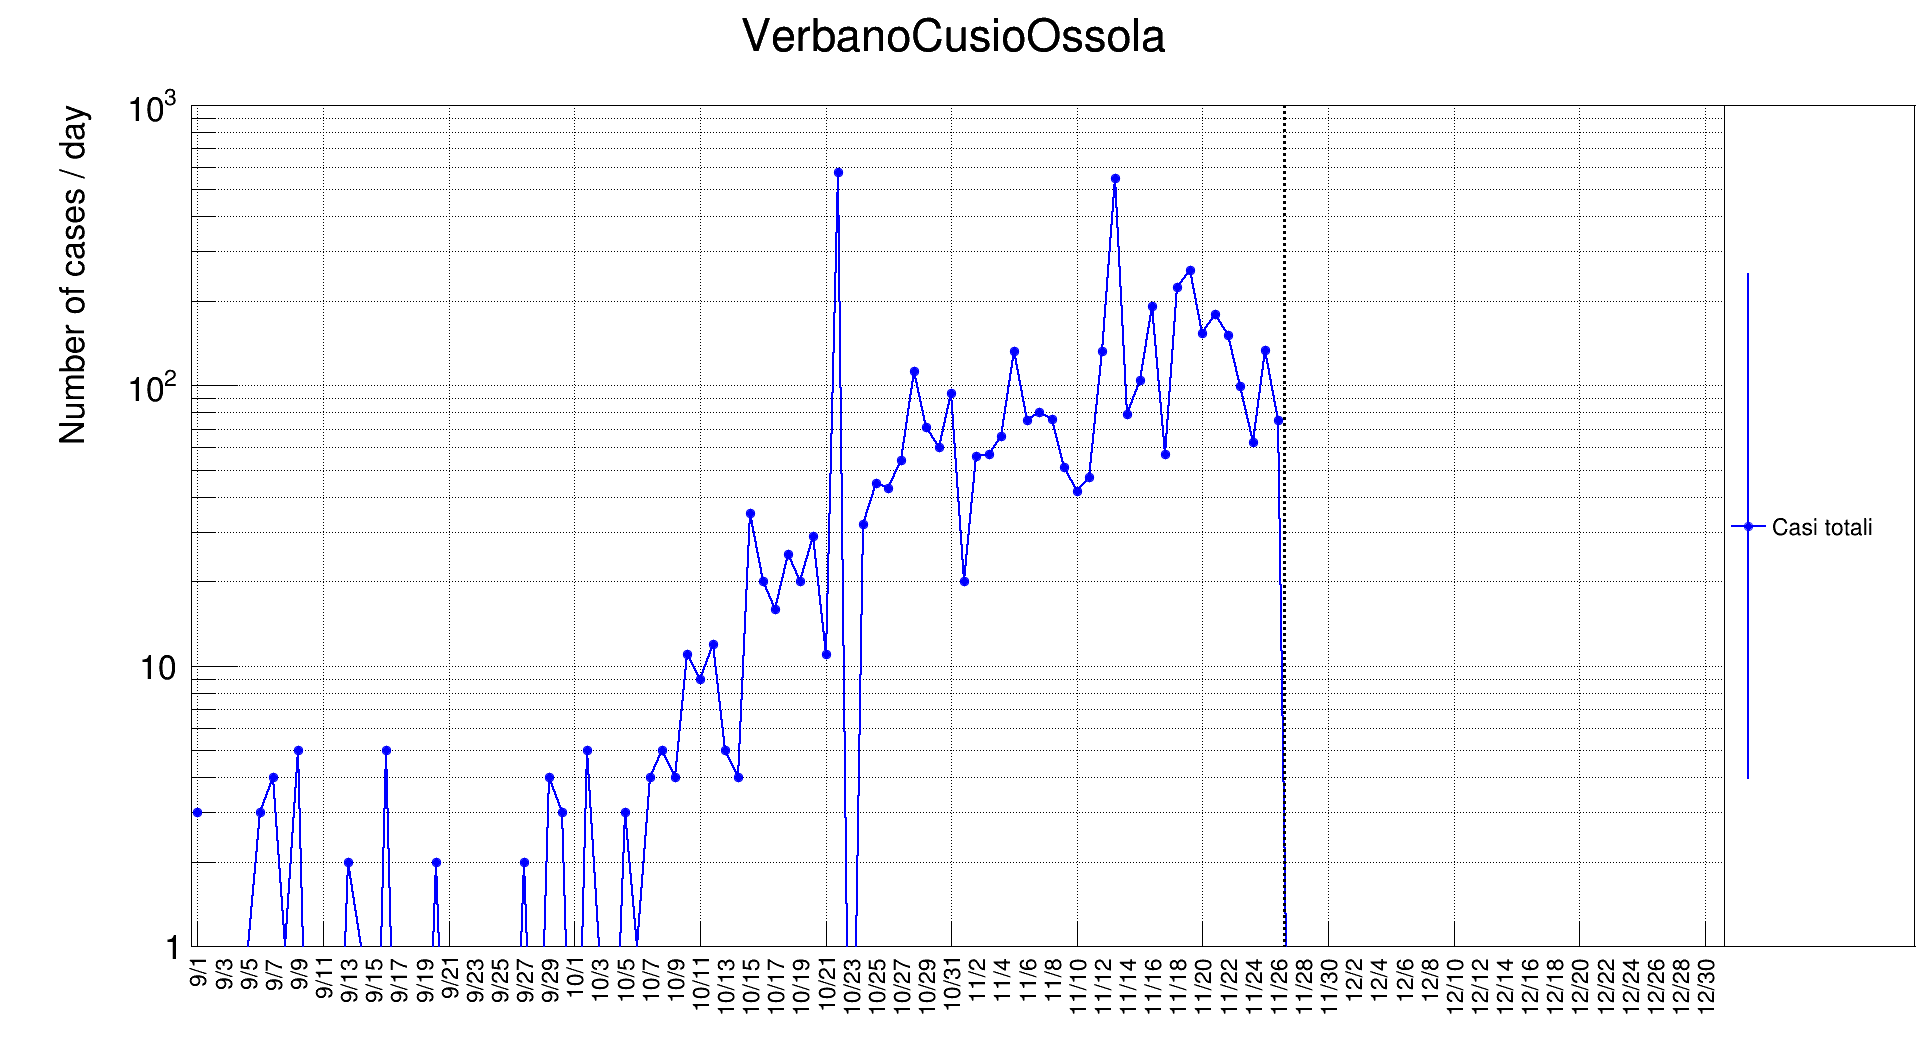 VerbanoCusioOssola
Number of cases / day
10³
10²
10
1
9/1 9/3 9/5 9/7 9/9 9/11 9/13 9/15 9/17 9/19 9/21 9/23 9/25 9/27 9/29 10/1 10/3 10/5 10/7 10/9 10/11 10/13 10/15 10/17 10/19 10/21 10/23 10/25 10/27 10/29 10/31 11/2 11/4 11/6 11/8 11/10 11/12 11/14 11/16 11/18 11/20 11/22 11/24 11/26 11/28 11/30 12/2 12/4 12/6 12/8 12/10 12/12 12/14 12/16 12/18 12/20 12/22 12/24 12/26 12/28 12/30
Casi totali